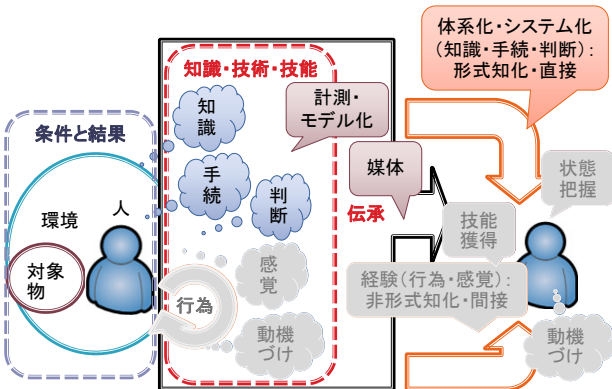 体系化・システム化
(知識・手続・判断):
形式知化・直接
知識・技術・技能
計測・
モデル化
知
識
条件と結果
媒体
手
続
判
断
伝承
状態
把握
環境
人
技能
獲得
対象
物
感
覚
経験(行為・感覚):
非形式知化・間接
行為
動機
づけ
動機
づけ